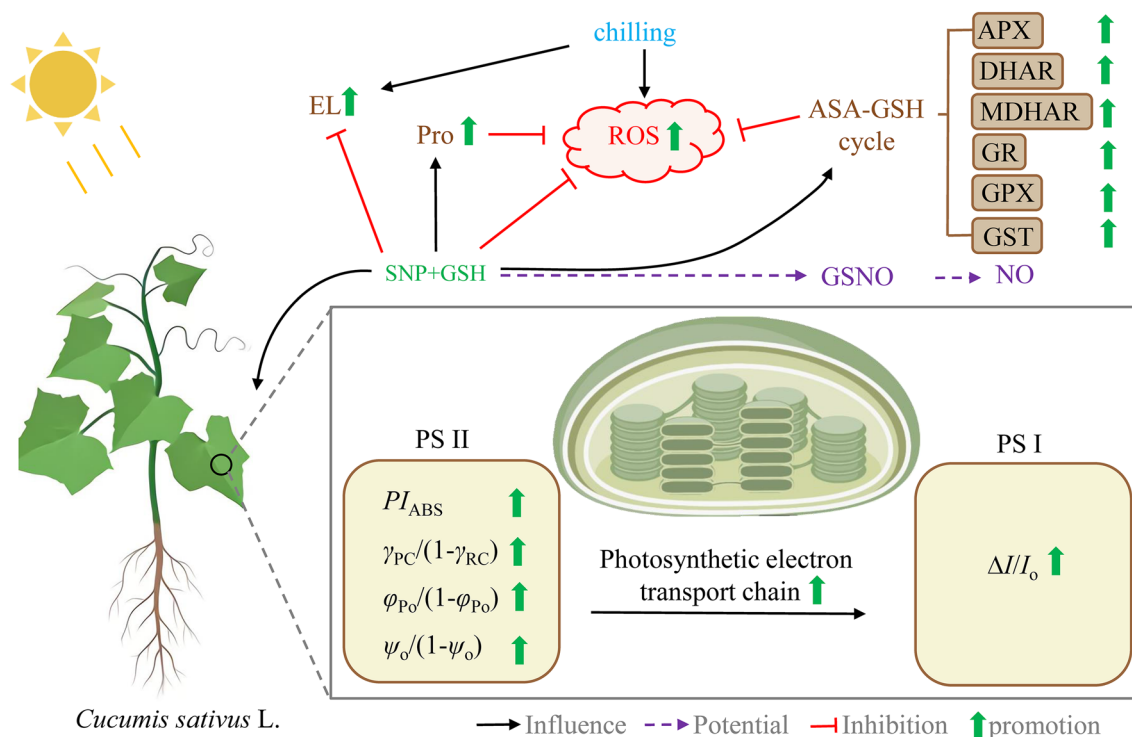 chilling
EL
Pro
ROS
ASA-GSH
cycle
APX
DHAR
MDHAR
GR
GPX
GST
SNP+GSH
GSNO
NO
PS II
PI_ABS
γ_PC/(1-γ_RC)
φ_Po/(1-φ_Po)
ψ_o/(1-ψ_o)
Photosynthetic electron
transport chain
PS I
ΔI/I_o
Cucumis sativus L.
Influence
Potential
Inhibition
promotion